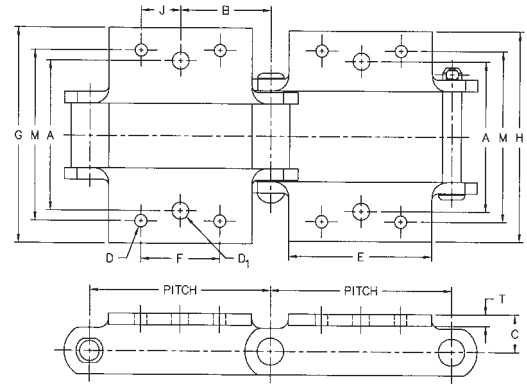 J B
G M A A M H
D F D₁ E
PITCH PITCH
T
C